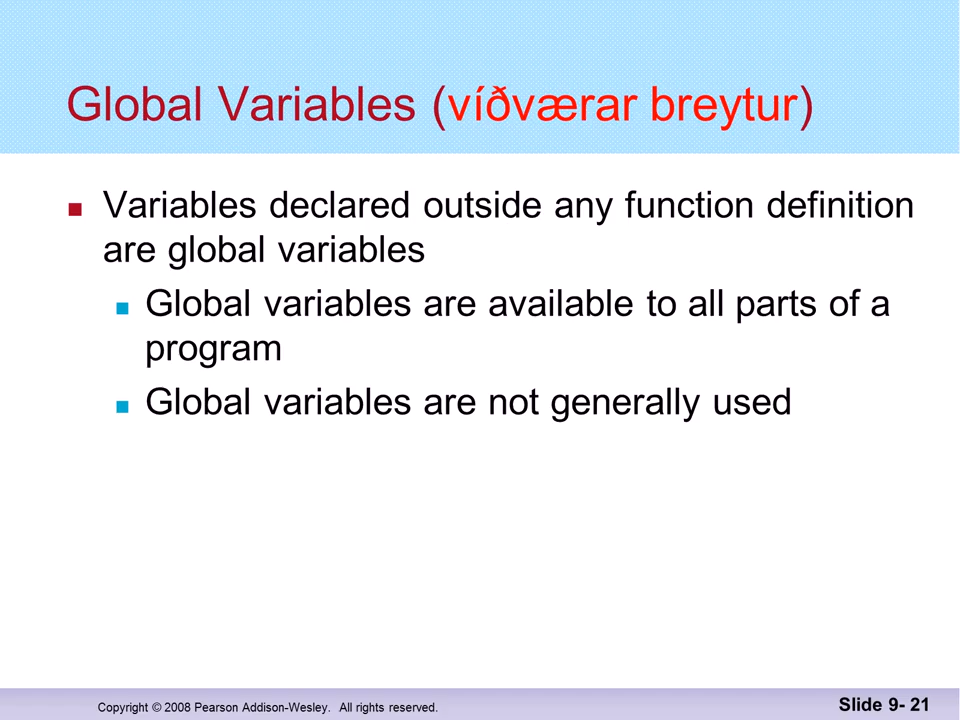 Global Variables (víðværar breytur)
Variables declared outside any function definition
are global variables
Global variables are available to all parts of a
program
Global variables are not generally used
Copyright © 2008 Pearson Addison-Wesley. All rights reserved.
Slide 9- 21